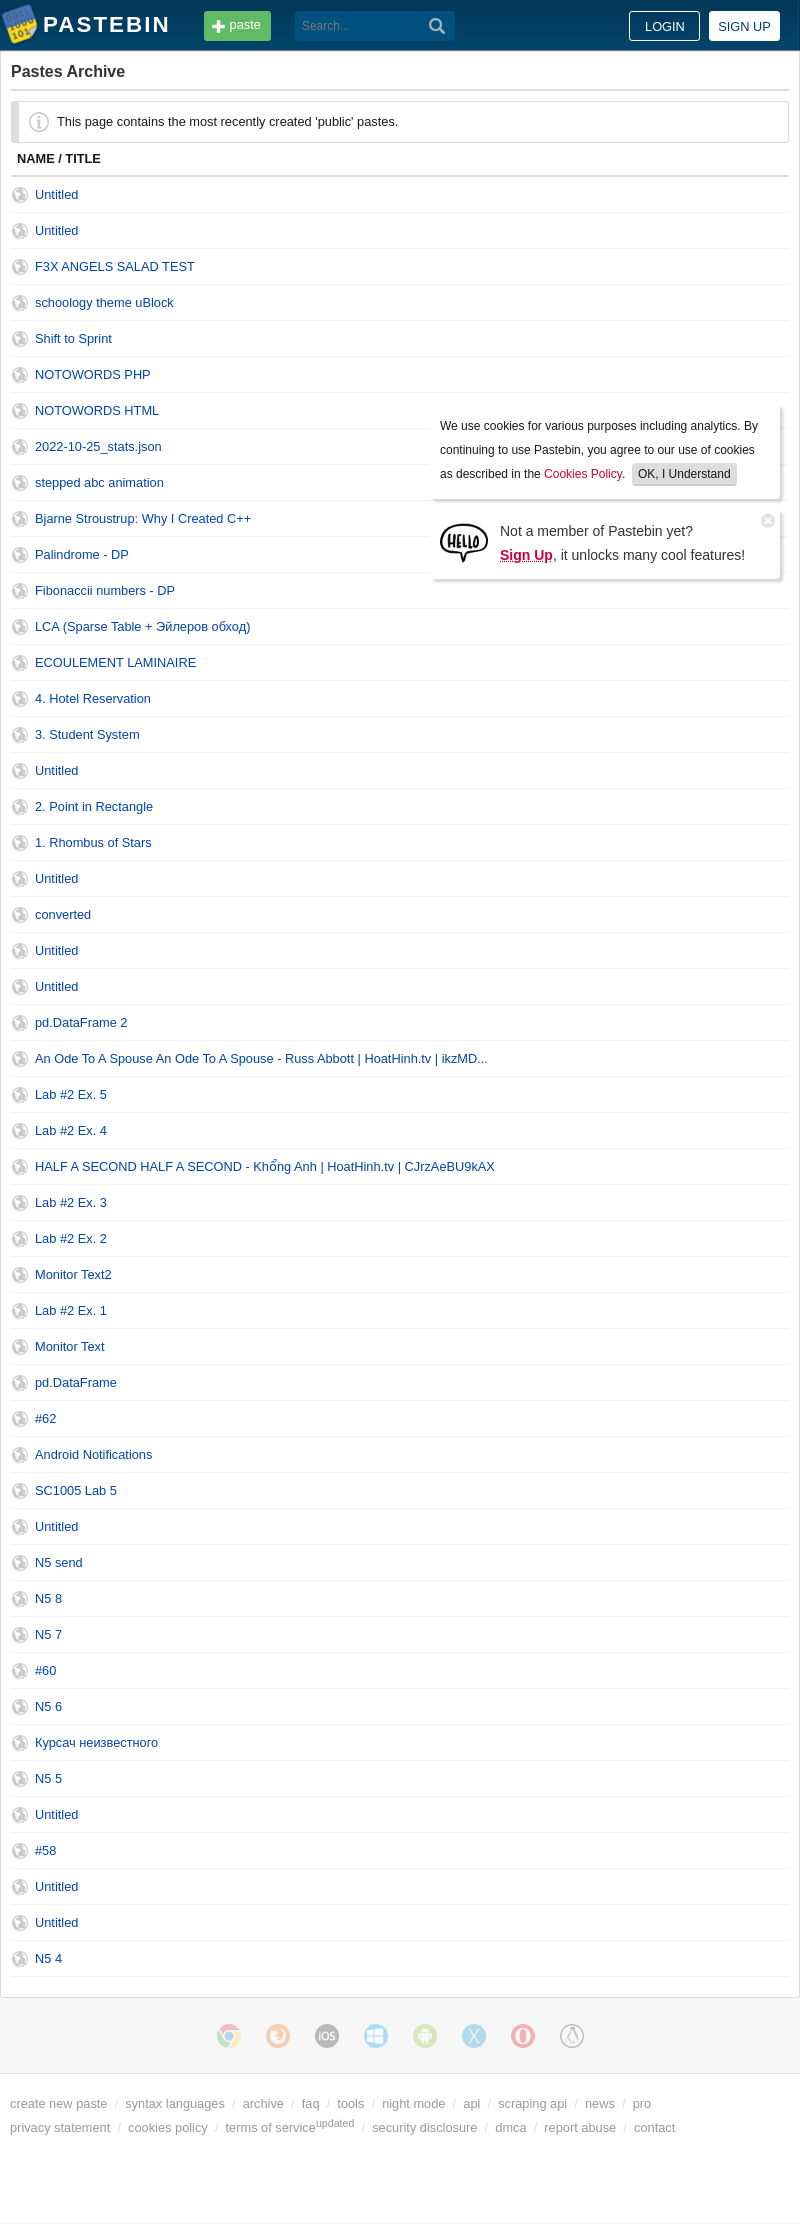 PASTEBIN
paste
Search...
LOGIN
SIGN UP
Pastes Archive
This page contains the most recently created 'public' pastes.
NAME / TITLE
Untitled
Untitled
F3X ANGELS SALAD TEST
schoology theme uBlock
Shift to Sprint
NOTOWORDS PHP
NOTOWORDS HTML
2022-10-25_stats.json
stepped abc animation
Bjarne Stroustrup: Why I Created C++
Palindrome - DP
Fibonaccii numbers - DP
LCA (Sparse Table + Эйлеров обход)
ECOULEMENT LAMINAIRE
4. Hotel Reservation
3. Student System
Untitled
2. Point in Rectangle
1. Rhombus of Stars
Untitled
converted
Untitled
Untitled
pd.DataFrame 2
An Ode To A Spouse An Ode To A Spouse - Russ Abbott | HoatHinh.tv | ikzMD...
Lab #2 Ex. 5
Lab #2 Ex. 4
HALF A SECOND HALF A SECOND - Khổng Anh | HoatHinh.tv | CJrzAeBU9kAX
Lab #2 Ex. 3
Lab #2 Ex. 2
Monitor Text2
Lab #2 Ex. 1
Monitor Text
pd.DataFrame
#62
Android Notifications
SC1005 Lab 5
Untitled
N5 send
N5 8
N5 7
#60
N5 6
Курсач неизвестного
N5 5
Untitled
#58
Untitled
Untitled
N5 4
We use cookies for various purposes including analytics. By
continuing to use Pastebin, you agree to our use of cookies
as described in the Cookies Policy. OK, I Understand
HELLO
Not a member of Pastebin yet?
Sign Up, it unlocks many cool features!
iOS
create new paste / syntax languages / archive / faq / tools / night mode / api / scraping api / news / pro
privacy statement / cookies policy / terms of service updated / security disclosure / dmca / report abuse / contact